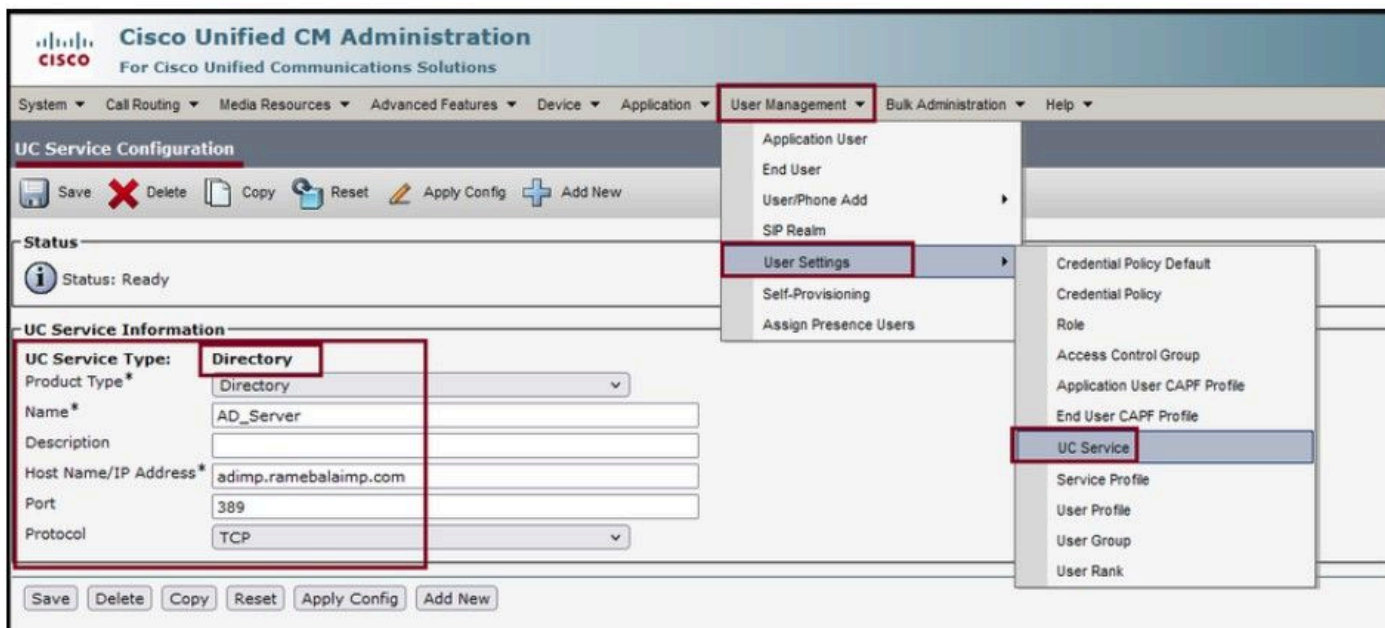 CISCO
Cisco Unified CM Administration
For Cisco Unified Communications Solutions
System Call Routing Media Resources Advanced Features Device Application User Management Bulk Administration Help
UC Service Configuration
Save Delete Copy Reset Apply Config Add New
Application User
End User
User/Phone Add
SIP Realm
User Settings
Self-Provisioning
Assign Presence Users
Credential Policy Default
Credential Policy
Role
Access Control Group
Application User CAPF Profile
End User CAPF Profile
UC Service
Service Profile
User Profile
User Group
User Rank
Status
Status: Ready
UC Service Information
UC Service Type: Directory
Product Type* Directory
Name* AD_Server
Description
Host Name/IP Address* adimp.ramebalaimp.com
Port 389
Protocol TCP
Save Delete Copy Reset Apply Config Add New